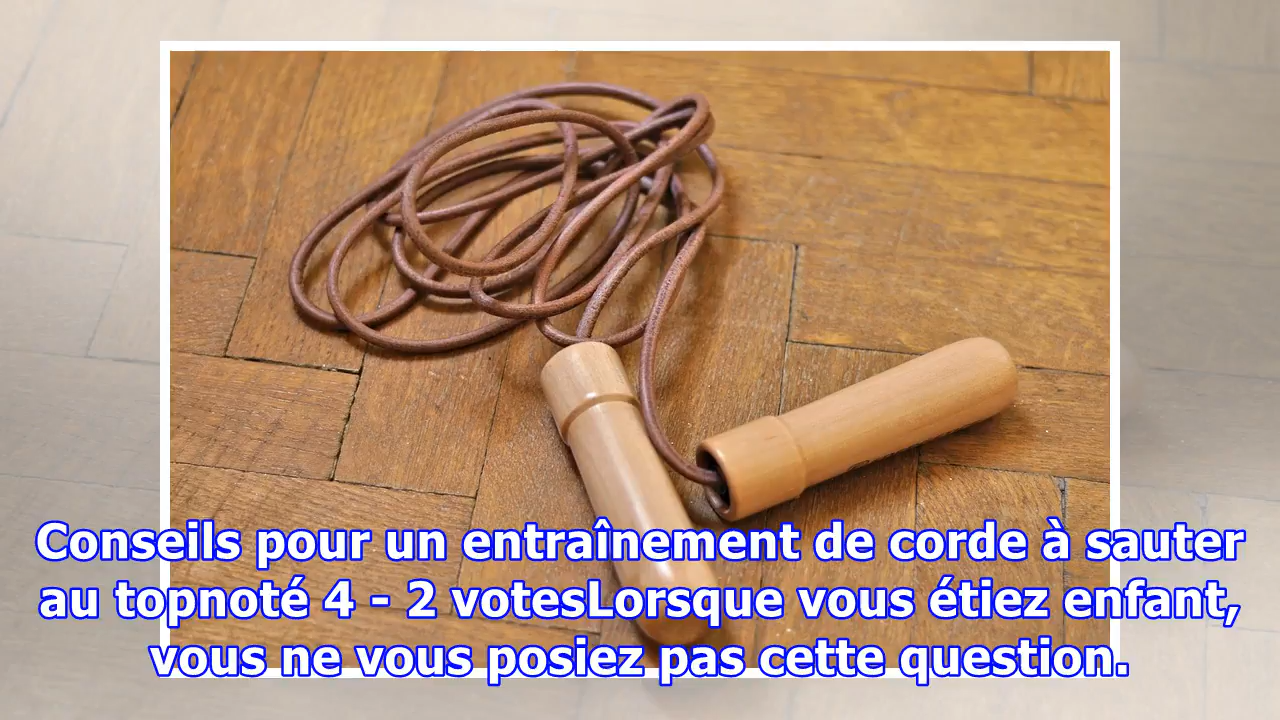 Conseils pour un entraînement de corde à sauter
au topnoté 4 - 2 votesLorsque vous étiez enfant,
vous ne vous posiez pas cette question.